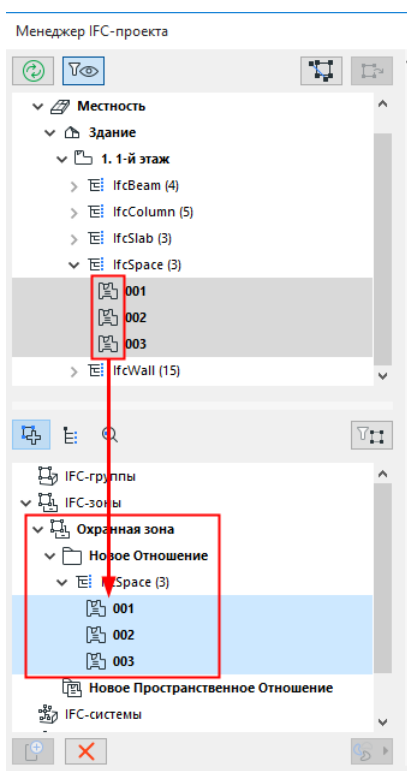 Менеджер IFC-проекта
Местность
Здание
1. 1-й этаж
IfcBeam (4)
IfcColumn (5)
IfcSlab (3)
IfcSpace (3)
001
002
003
IfcWall (15)
IFC-группы
IFC-зоны
Охранная зона
Новое Отношение
IfcSpace (3)
001
002
003
Новое Пространственное Отношение
IFC-системы